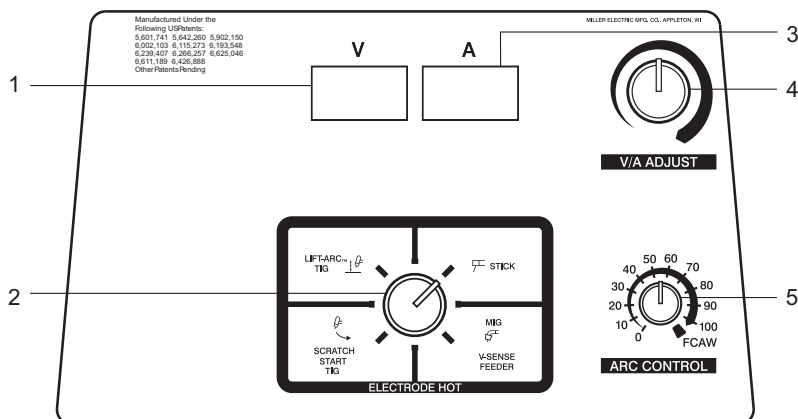 Manufactured Under the
Following US Patents:
5,601,741 5,642,260 5,902,150
6,002,103 6,115,273 6,193,548
6,239,407 6,266,257 6,625,046
6,611,189 6,426,888
Other Patents Pending
MILLER ELECTRIC MFG. CO., APPLETON, WI
V
A
1
3
4
V/A ADJUST
LIFT-ARC™
TIG
STICK
2
SCRATCH
START
TIG
MIG
V-SENSE
FEEDER
ELECTRODE HOT
0
10
20
30
40
50
60
70
80
90
100
FCAW
5
ARC CONTROL